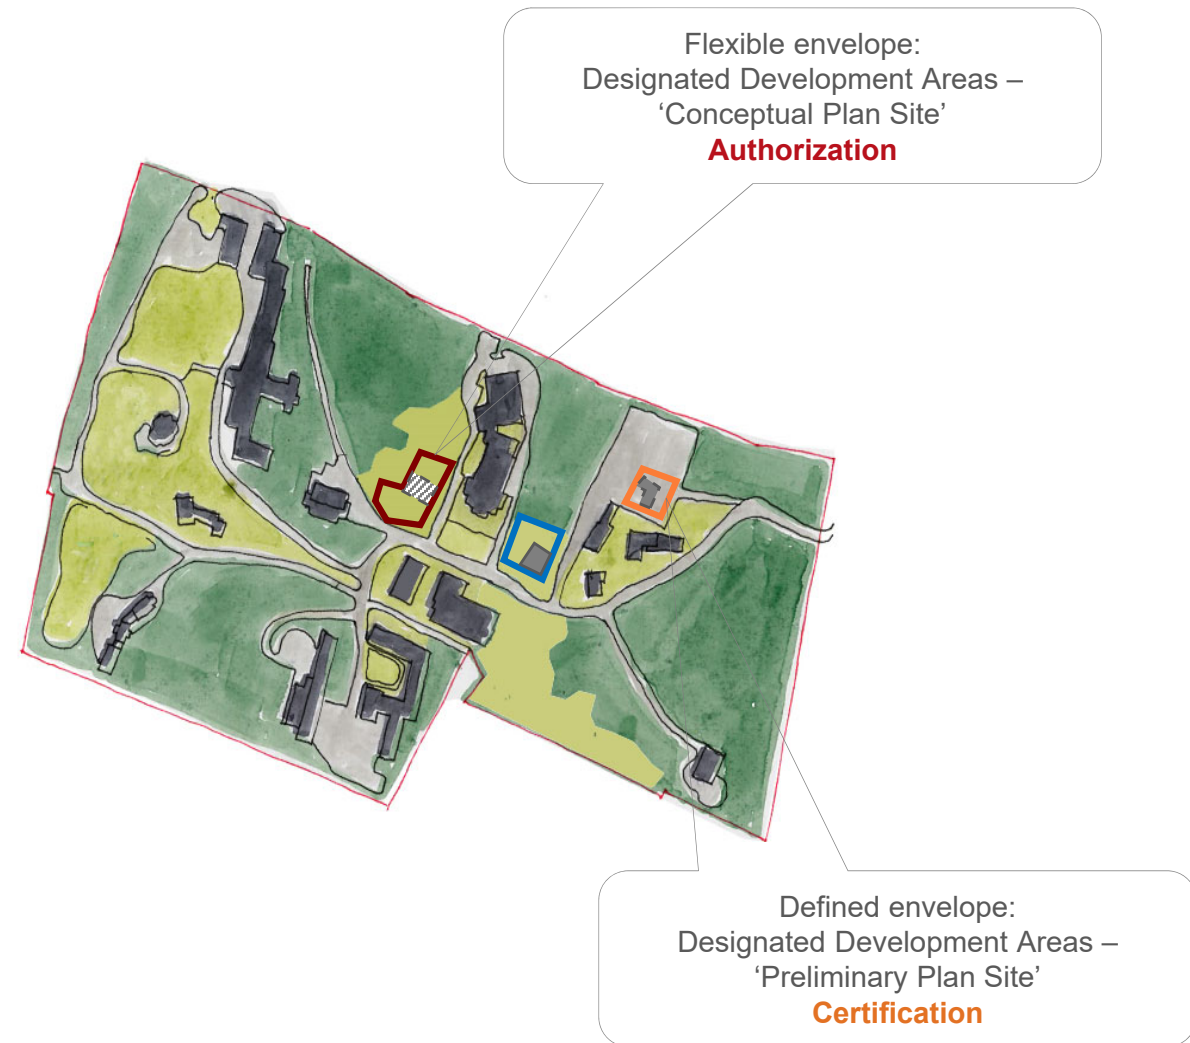 Flexible envelope:
Designated Development Areas –
‘Conceptual Plan Site’
Authorization
Defined envelope:
Designated Development Areas –
‘Preliminary Plan Site’
Certification